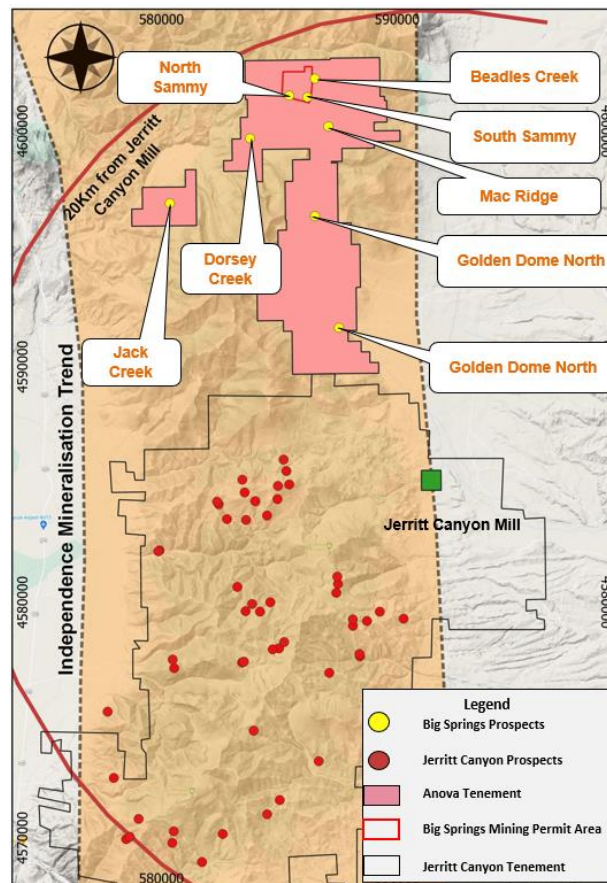 580000
590000
North
Sammy
Beadles Creek
4600000
4600000
South Sammy
20Km from Jerritt
Canyon Mill
Mac Ridge
Dorsey
Creek
Golden Dome North
Jack
Creek
Golden Dome North
4590000
Independence Mineralisation Trend
Jerritt Canyon Mill
4580000
4580000
Legend
Big Springs Prospects
Jerritt Canyon Prospects
Anova Tenement
Big Springs Mining Permit Area
Jerritt Canyon Tenement
4570000
580000